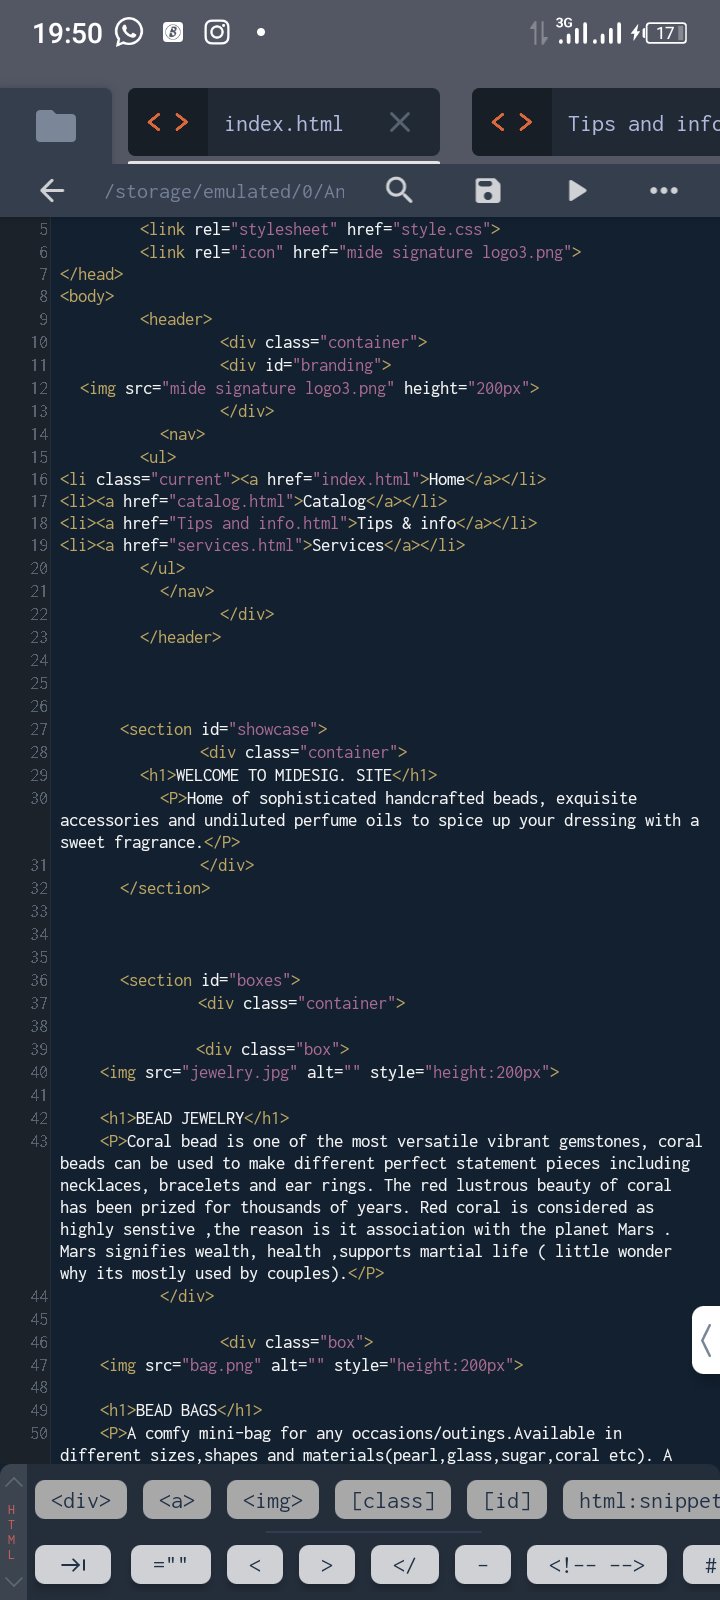 19:50 3G 17
index.html Tips and info
/storage/emulated/0/An
5 <link rel="stylesheet" href="style.css">
6 <link rel="icon" href="mide signature logo3.png">
7 </head>
8 <body>
9 <header>
10 <div class="container">
11 <div id="branding">
12 <img src="mide signature logo3.png" height="200px">
13 </div>
14 <nav>
15 <ul>
16 <li class="current"><a href="index.html">Home</a></li>
17 <li><a href="catalog.html">Catalog</a></li>
18 <li><a href="Tips and info.html">Tips & info</a></li>
19 <li><a href="services.html">Services</a></li>
20 </ul>
21 </nav>
22 </div>
23 </header>
24
25
26
27 <section id="showcase">
28 <div class="container">
29 <h1>WELCOME TO MIDESIG. SITE</h1>
30 <P>Home of sophisticated handcrafted beads, exquisite
accessories and undiluted perfume oils to spice up your dressing with a
sweet fragrance.</P>
31 </div>
32 </section>
33
34
35
36 <section id="boxes">
37 <div class="container">
38
39 <div class="box">
40 <img src="jewelry.jpg" alt="" style="height:200px">
41
42 <h1>BEAD JEWELRY</h1>
43 <P>Coral bead is one of the most versatile vibrant gemstones, coral
beads can be used to make different perfect statement pieces including
necklaces, bracelets and ear rings. The red lustrous beauty of coral
has been prized for thousands of years. Red coral is considered as
highly senstive ,the reason is it association with the planet Mars .
Mars signifies wealth, health ,supports martial life ( little wonder
why its mostly used by couples).</P>
44 </div>
45
46 <div class="box">
47 <img src="bag.png" alt="" style="height:200px">
48
49 <h1>BEAD BAGS</h1>
50 <P>A comfy mini-bag for any occasions/outings.Available in
different sizes,shapes and materials(pearl,glass,sugar,coral etc). A
HTML
<div> <a> <img> [class] [id] html:snippet
="" < > </ - <!-- --> #